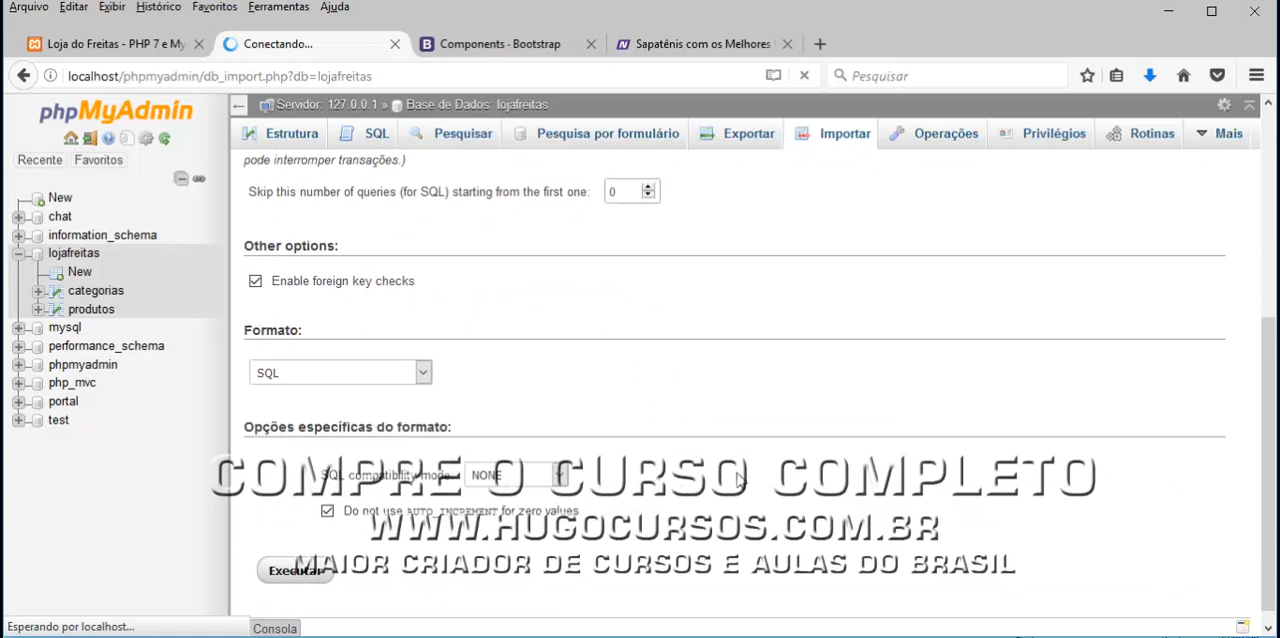 Arquivo Editar Exibir Histórico Favoritos Ferramentas Ajuda
Loja do Freitas - PHP 7 e My
Conectando...
Components · Bootstrap
Sapatênis com os Melhores
localhost/phpmyadmin/db_import.php?db=lojafreitas
Pesquisar
phpMyAdmin
Servidor: 127.0.0.1 » Base de Dados: lojafreitas
Estrutura SQL Pesquisar Pesquisa por formulário Exportar Importar Operações Privilégios Rotinas Mais
Recente Favoritos
New
chat
information_schema
lojafreitas
New
categorias
produtos
mysql
performance_schema
phpmyadmin
php_mvc
portal
test
pode interromper transações.)
Skip this number of queries (for SQL) starting from the first one: 0
Other options:
Enable foreign key checks
Formato:
SQL
Opções específicas do formato:
SQL compatibility mode: NONE
Do not use AUTO_INCREMENT for zero values
Executar
COMPRE O CURSO COMPLETO
WWW.HUGOCURSOS.COM.BR
MAIOR CRIADOR DE CURSOS E AULAS DO BRASIL
Esperando por localhost...
Consola